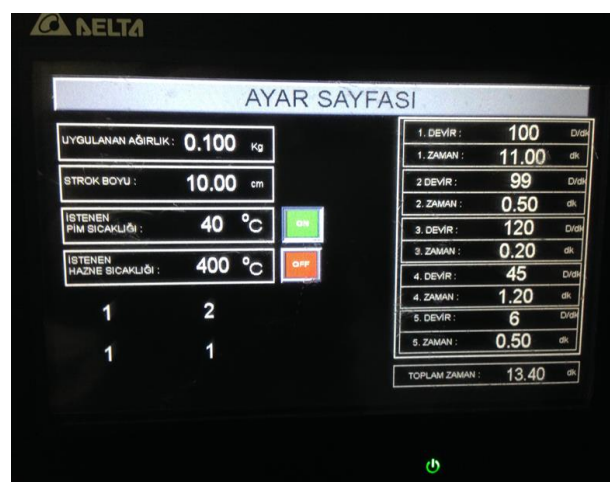 DELTA
AYAR SAYFASI
UYGULANAN AĞIRLIK : 0.100 Kg
STROK BOYU : 10.00 cm
İSTENEN
PİM SICAKLIĞI : 40 °C ON
İSTENEN
HAZNE SICAKLIĞI : 400 °C OFF
1 2
1 1
1. DEVİR : 100 D/dk
1. ZAMAN : 11.00 dk
2 DEVİR : 99 D/dk
2. ZAMAN : 0.50 dk
3. DEVİR : 120 D/dk
3. ZAMAN : 0.20 dk
4. DEVİR : 45 D/dk
4. ZAMAN : 1.20 dk
5. DEVİR : 6 D/dk
5. ZAMAN : 0.50 dk
TOPLAM ZAMAN : 13.40 dk